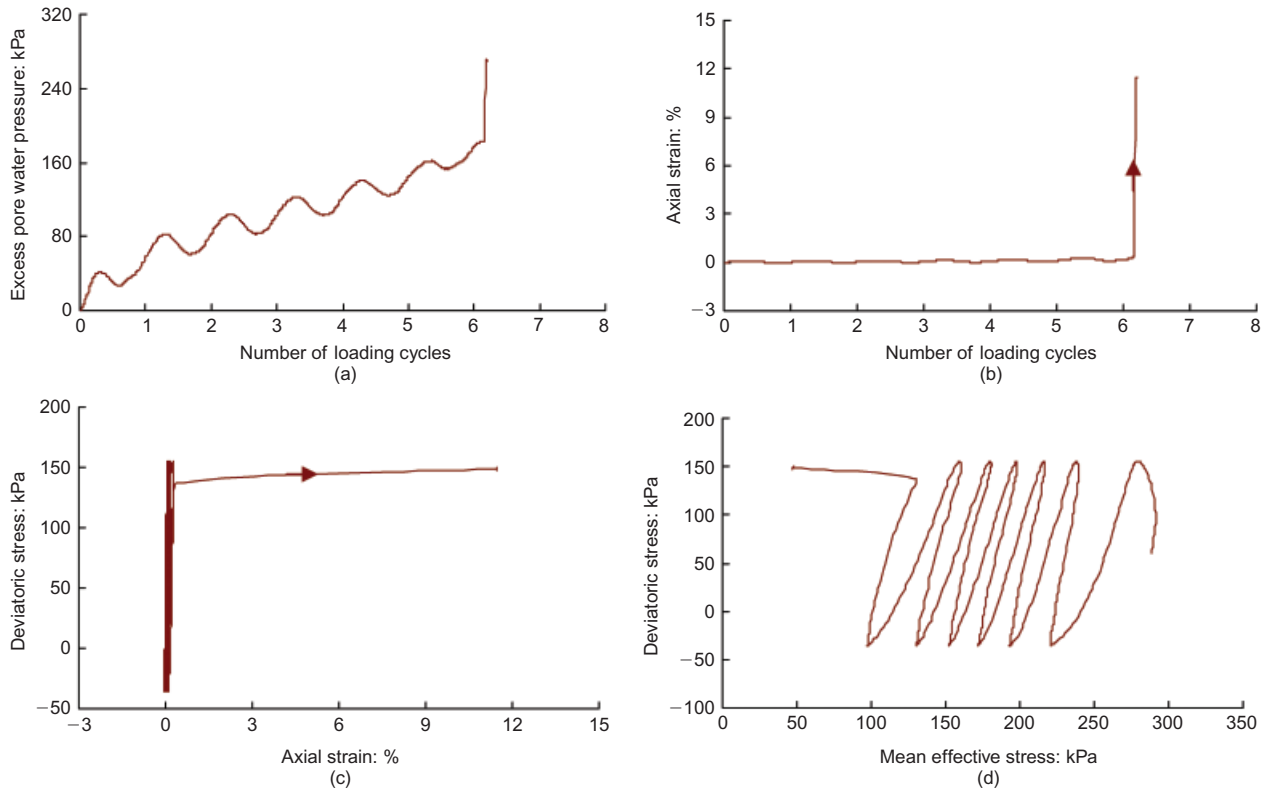 Excess pore water pressure: kPa
320
240
160
80
0
0 1 2 3 4 5 6 7 8
Number of loading cycles
(a)
Axial strain: %
15
12
9
6
3
0
−3
0 1 2 3 4 5 6 7 8
Number of loading cycles
(b)
Deviatoric stress: kPa
200
150
100
50
0
−50
−3 0 3 6 9 12 15
Axial strain: %
(c)
Deviatoric stress: kPa
200
150
100
50
0
−50
−100
0 50 100 150 200 250 300 350
Mean effective stress: kPa
(d)